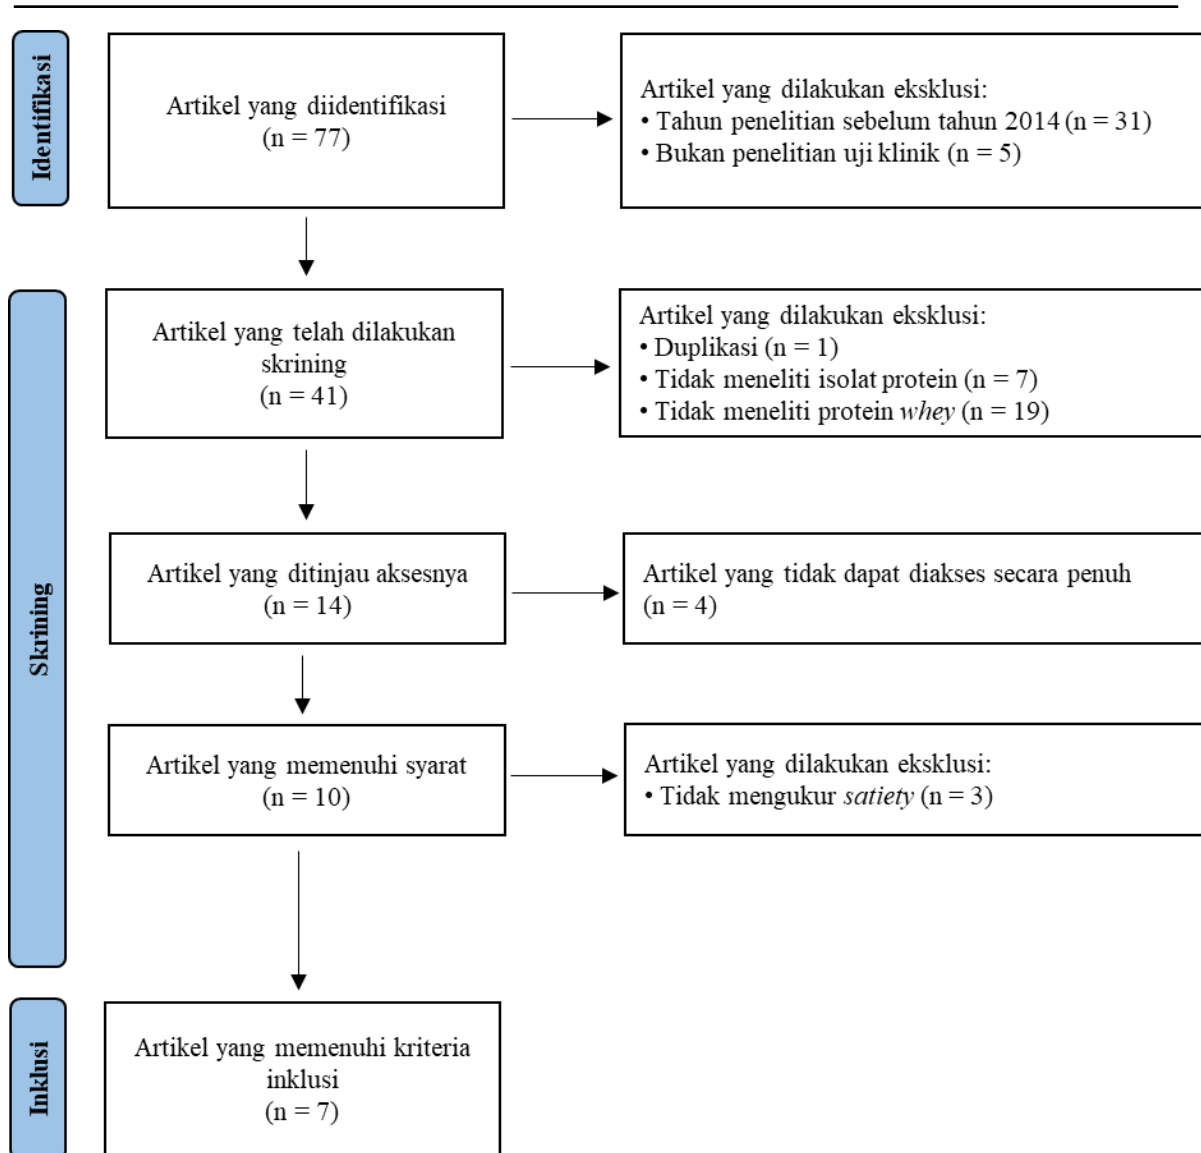 Identifikasi
Artikel yang diidentifikasi
(n = 77)
Artikel yang dilakukan eksklusi:
• Tahun penelitian sebelum tahun 2014 (n = 31)
• Bukan penelitian uji klinik (n = 5)
Skrining
Artikel yang telah dilakukan
skrining
(n = 41)
Artikel yang dilakukan eksklusi:
• Duplikasi (n = 1)
• Tidak meneliti isolat protein (n = 7)
• Tidak meneliti protein whey (n = 19)
Artikel yang ditinjau aksesnya
(n = 14)
Artikel yang tidak dapat diakses secara penuh
(n = 4)
Artikel yang memenuhi syarat
(n = 10)
Artikel yang dilakukan eksklusi:
• Tidak mengukur satiety (n = 3)
Inklusi
Artikel yang memenuhi kriteria
inklusi
(n = 7)